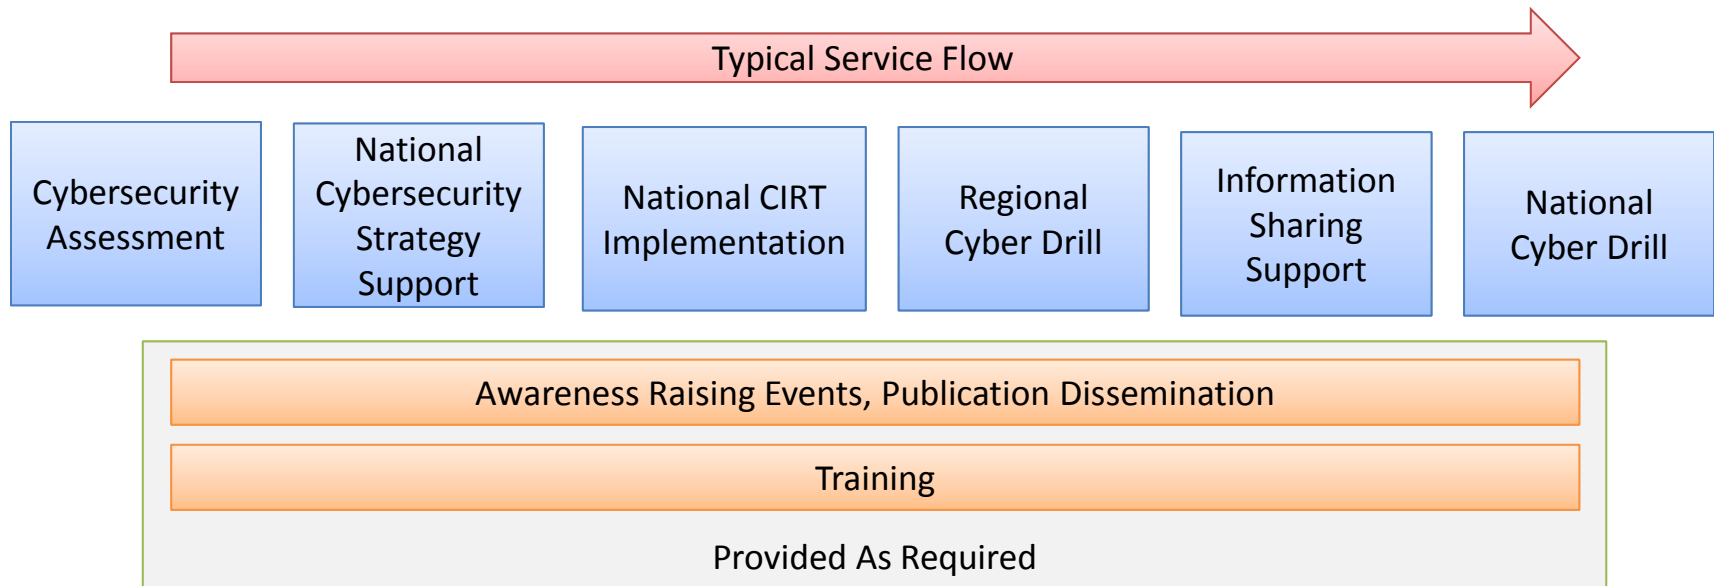 Typical Service Flow
Cybersecurity
Assessment
National
Cybersecurity
Strategy
Support
National CIRT
Implementation
Regional
Cyber Drill
Information
Sharing
Support
National
Cyber Drill
Awareness Raising Events, Publication Dissemination
Training
Provided As Required